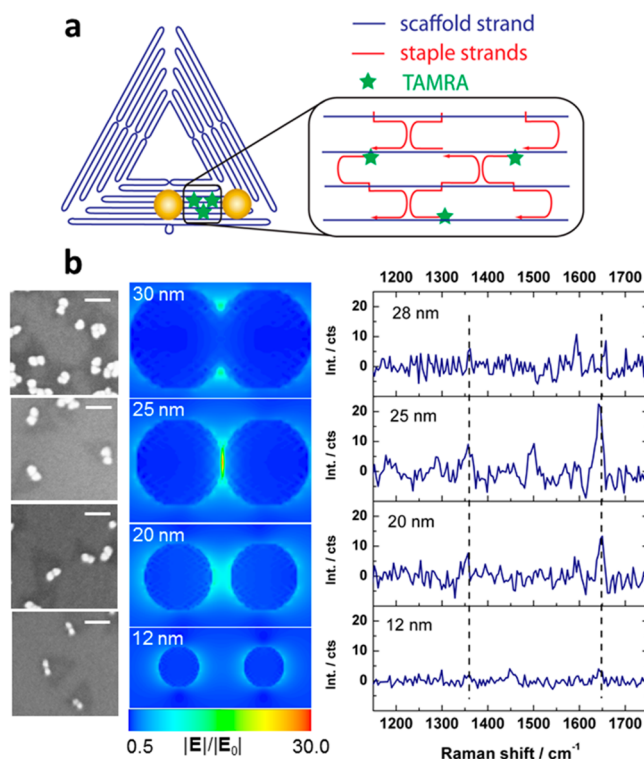 a
scaffold strand
staple strands
TAMRA
b
30 nm
25 nm
20 nm
12 nm
0.5 |E|/|E₀| 30.0
1200 1300 1400 1500 1600 1700
28 nm
20
10
0
Int. / cts
25 nm
20
10
0
Int. / cts
20 nm
20
10
0
Int. / cts
12 nm
20
10
0
Int. / cts
1200 1300 1400 1500 1600 1700
Raman shift / cm⁻¹